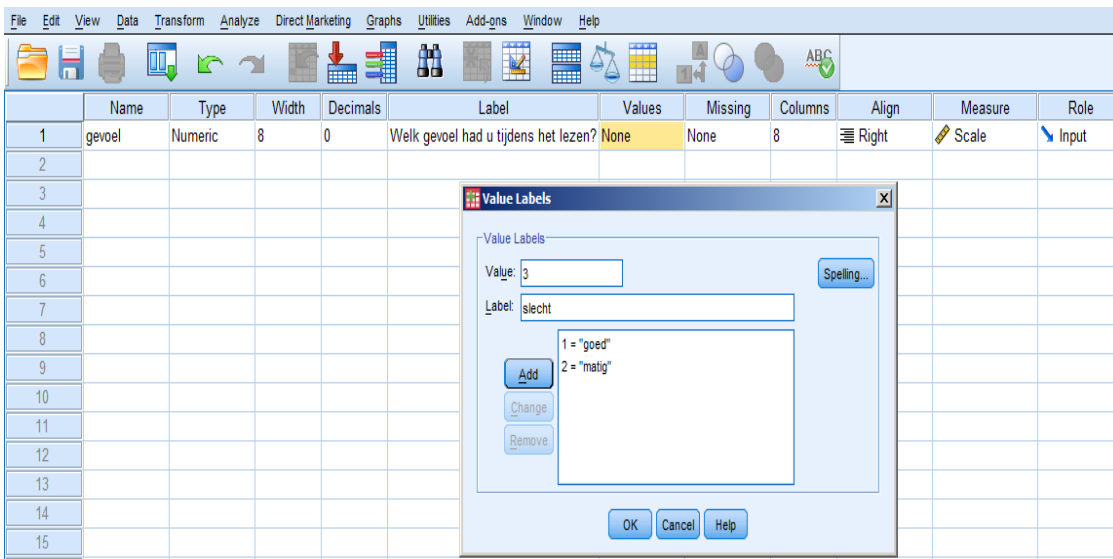 File Edit View Data Transform Analyze Direct Marketing Graphs Utilities Add-ons Window Help
A
14
ABC
Name Type Width Decimals Label Values Missing Columns Align Measure Role
1 gevoel Numeric 8 0 Welk gevoel had u tijdens het lezen? None None 8 Right Scale Input
2
3
4
5
6
7
8
9
10
11
12
13
14
15
Value Labels
Value Labels
Value: 3
Spelling...
Label: slecht
1 = "goed"
2 = "matig"
Add
Change
Remove
OK Cancel Help